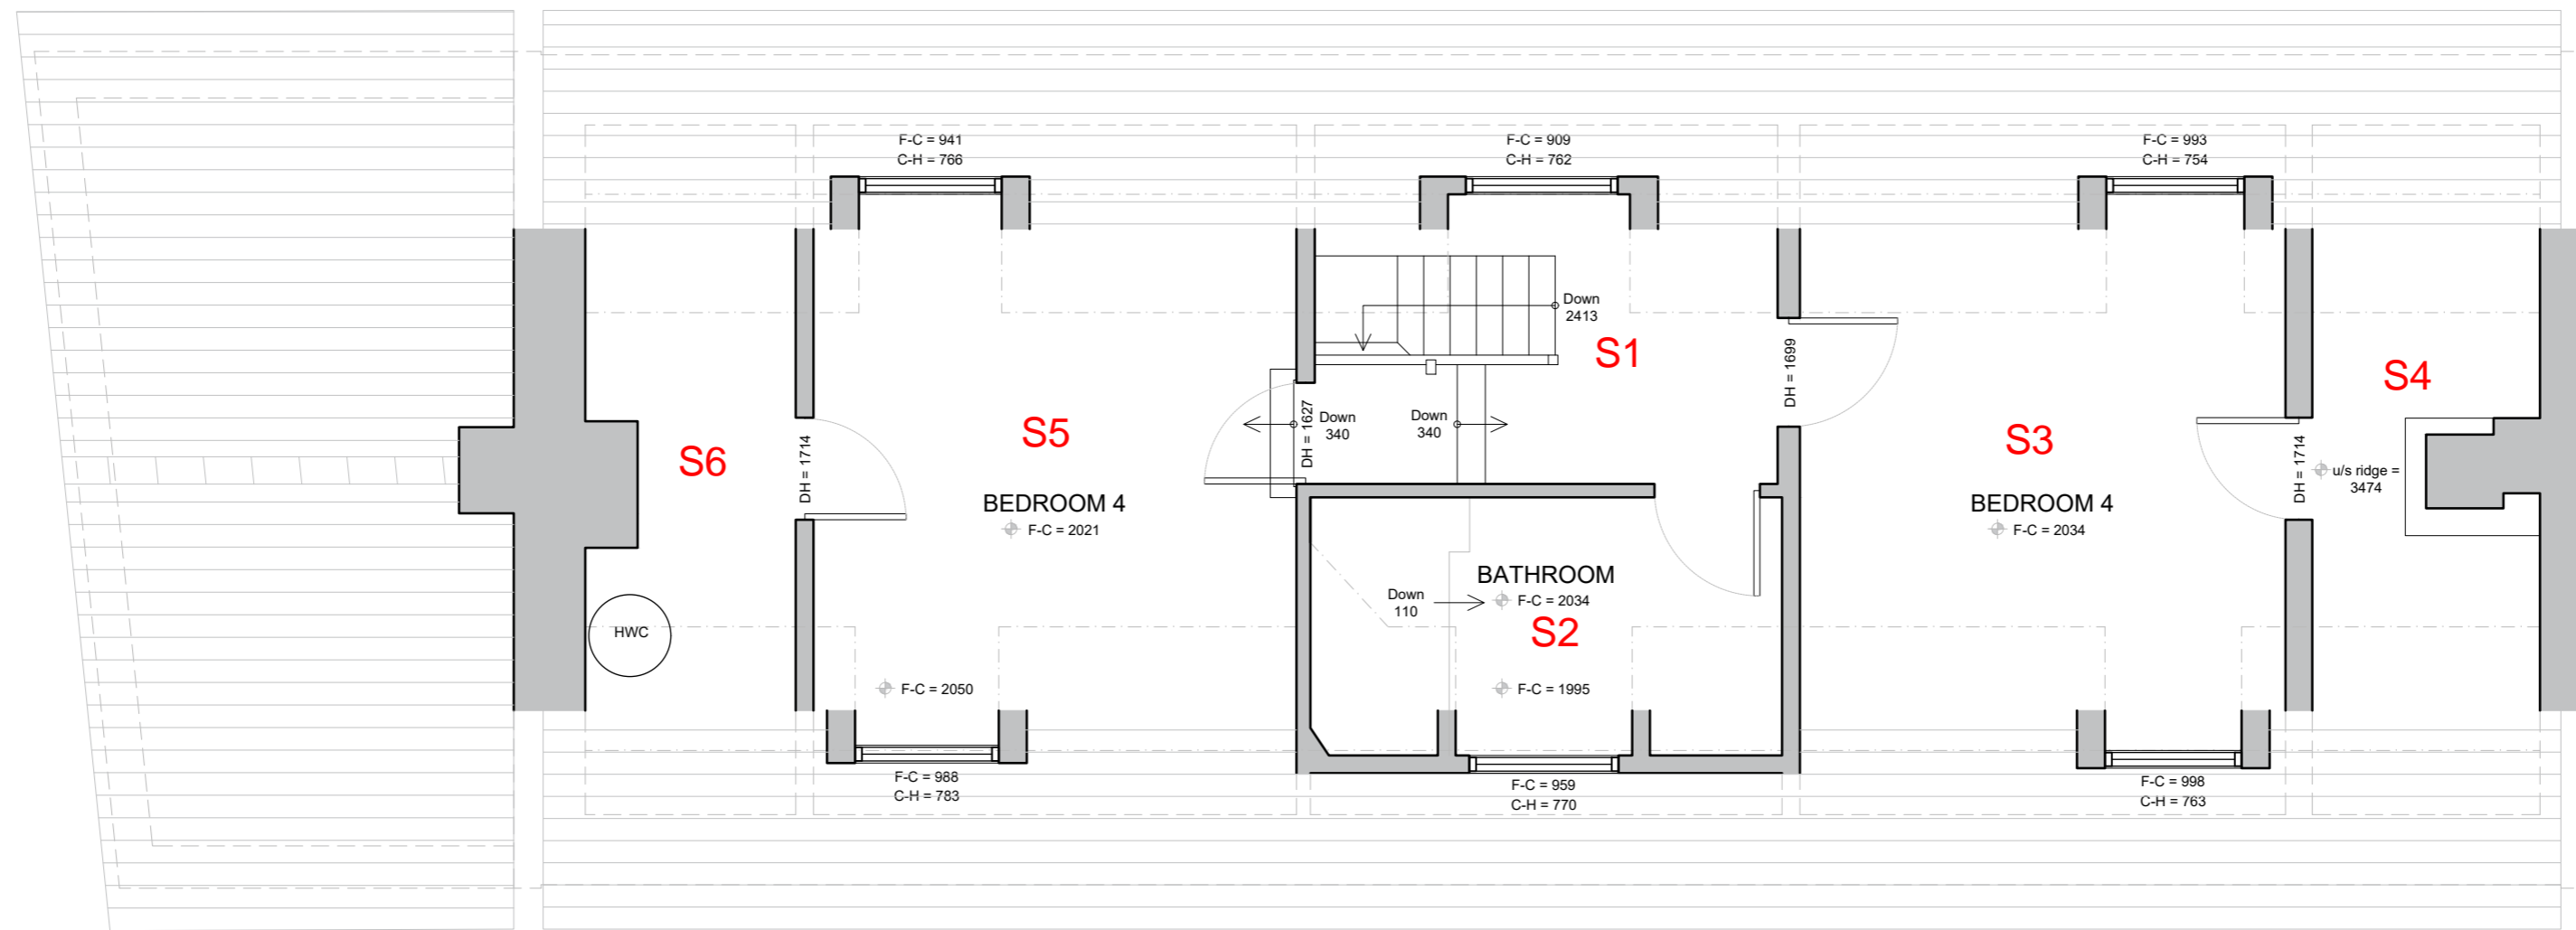 F-C = 941
C-H = 766
F-C = 909
C-H = 762
F-C = 993
C-H = 754
Down
2413
S1
DH = 1699
S4
Down
340
DH = 1627
Down
340
S5
S3
S6
DH = 1714
DH = 1714
u/s ridge =
3474
BEDROOM 4
F-C = 2021
BEDROOM 4
F-C = 2034
BATHROOM
F-C = 2034
Down
110
S2
HWC
F-C = 2050
F-C = 1995
F-C = 988
C-H = 783
F-C = 959
C-H = 770
F-C = 998
C-H = 763